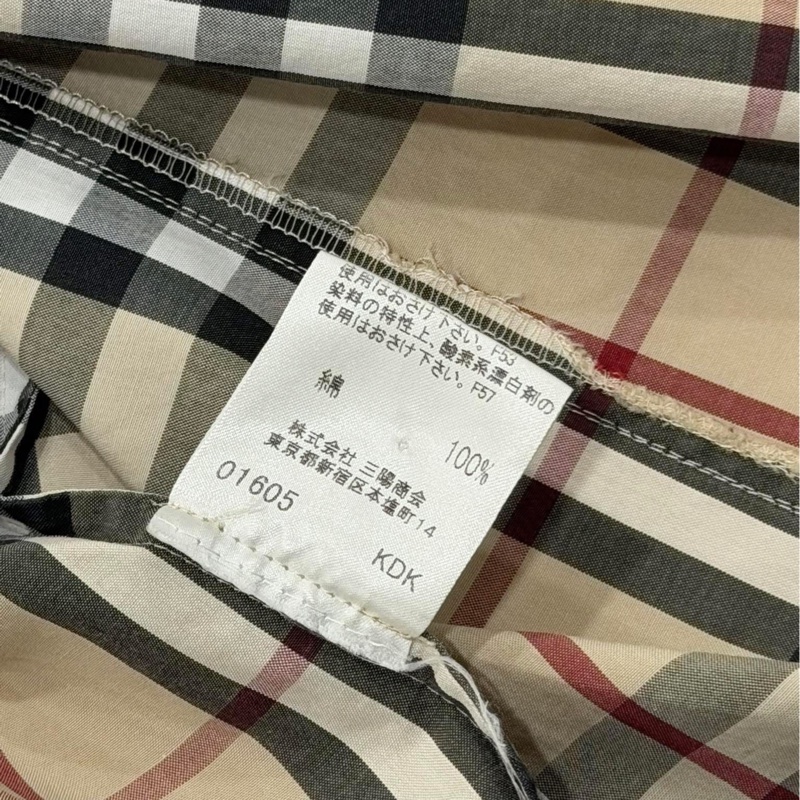 使用はおさけ下さい。F53
染料の特性上、酸素系漂白剤の
使用はおさけ下さい。F57
綿 100%
株式会社 三陽商会
東京都新宿区本塩町14
01605 KDK